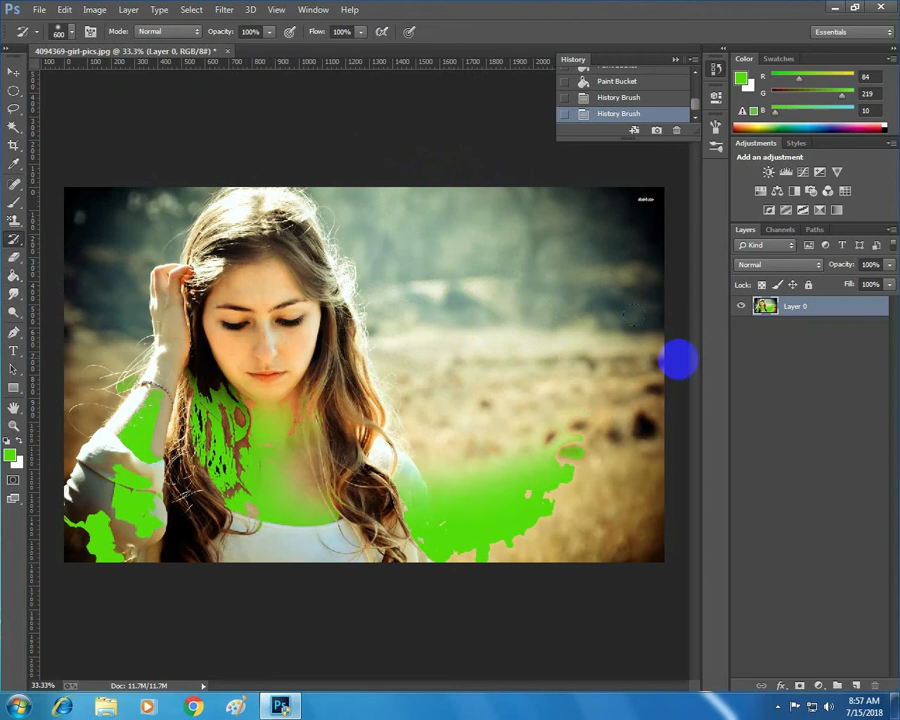 Ps File Edit Image Layer Type Select Filter 3D View Window Help
600 Mode: Normal Opacity: 100% Flow: 100% Essentials
4094369-girl-pics.jpg @ 33.3% (Layer 0, RGB/8#) *
History
Paint Bucket
Paint Bucket
History Brush
History Brush
Color Swatches
R 84
G 219
B 10
Adjustments Styles
Add an adjustment
Layers Channels Paths
Kind
Normal Opacity: 100%
Lock: Fill: 100%
Layer 0
33.33% Doc: 11.7M/11.7M
Ps
8:57 AM
7/15/2018